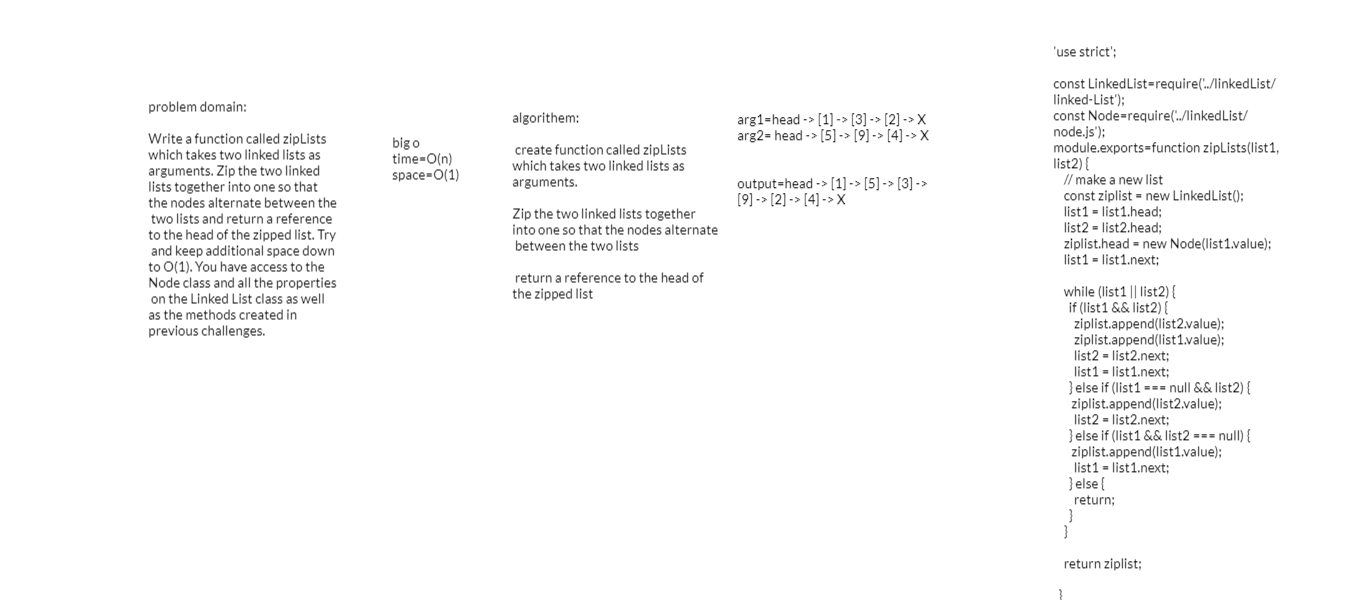 problem domain:
Write a function called zipLists
which takes two linked lists as
arguments. Zip the two linked
lists together into one so that
the nodes alternate between the
two lists and return a reference
to the head of the zipped list. Try
and keep additional space down
to O(1). You have access to the
Node class and all the properties
on the Linked List class as well
as the methods created in
previous challenges.
big o
time=O(n)
space=O(1)
algorithem:
create function called zipLists
which takes two linked lists as
arguments.
Zip the two linked lists together
into one so that the nodes alternate
between the two lists
return a reference to the head of
the zipped list
arg1=head -> [1] -> [3] -> [2] -> X
arg2= head -> [5] -> [9] -> [4] -> X
output=head -> [1] -> [5] -> [3] ->
[9] -> [2] -> [4] -> X
'use strict';
const LinkedList=require('../linkedList/
linked-List');
const Node=require('../linkedList/
node.js');
module.exports=function zipLists(list1,
list2) {
// make a new list
const ziplist = new LinkedList();
list1 = list1.head;
list2 = list2.head;
ziplist.head = new Node(list1.value);
list1 = list1.next;
while (list1 || list2) {
if (list1 && list2) {
ziplist.append(list2.value);
ziplist.append(list1.value);
list2 = list2.next;
list1 = list1.next;
} else if (list1 === null && list2) {
ziplist.append(list2.value);
list2 = list2.next;
} else if (list1 && list2 === null) {
ziplist.append(list1.value);
list1 = list1.next;
} else {
return;
}
}
return ziplist;
}